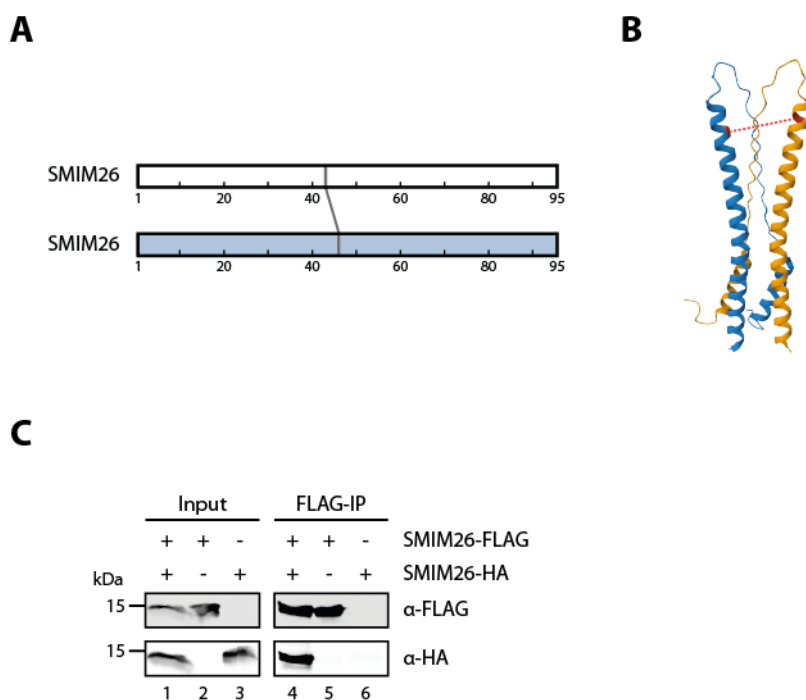 A
B
SMIM26
1 20 40 60 80 95
SMIM26
1 20 40 60 80 95
C
Input FLAG-IP
+ + - + + - SMIM26-FLAG
+ - + + - + SMIM26-HA
kDa
15 α-FLAG
15 α-HA
1 2 3 4 5 6